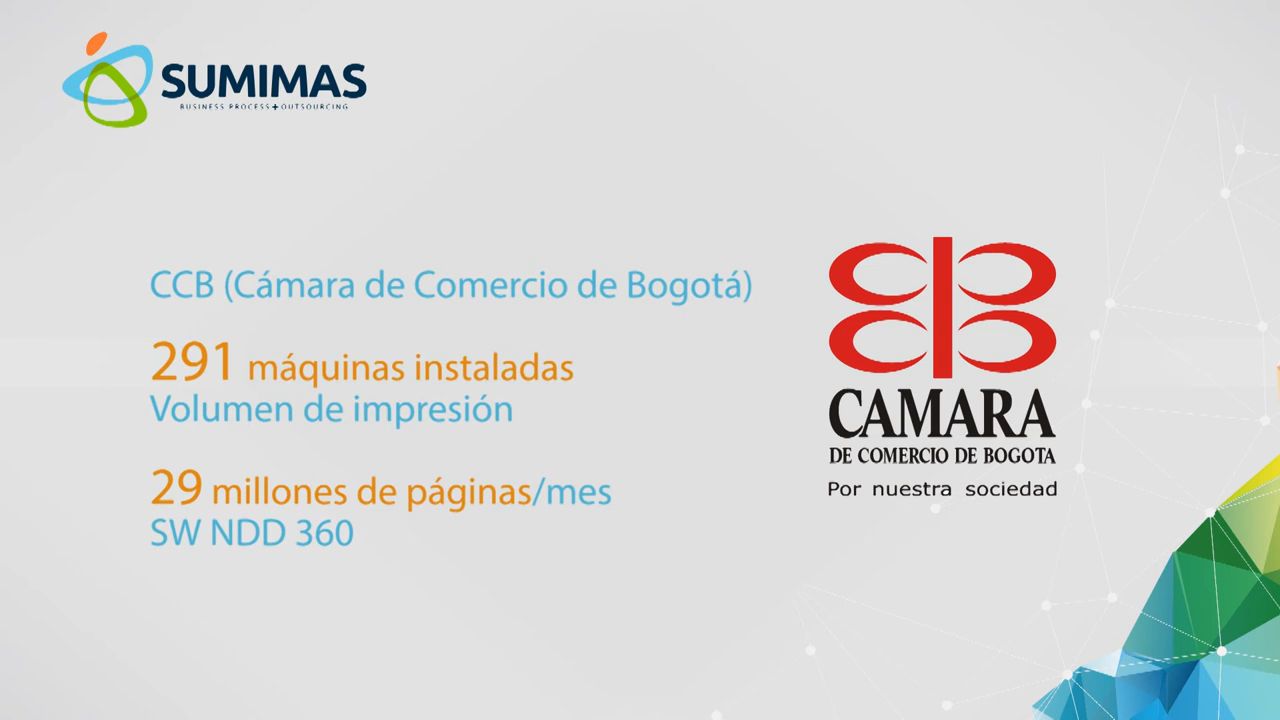 SUMIMAS
BUSINESS PROCESS+OUTSOURCING
CCB (Cámara de Comercio de Bogotá)
291 máquinas instaladas
Volumen de impresión
29 millones de páginas/mes
SW NDD 360
CAMARA
DE COMERCIO DE BOGOTA
Por nuestra sociedad